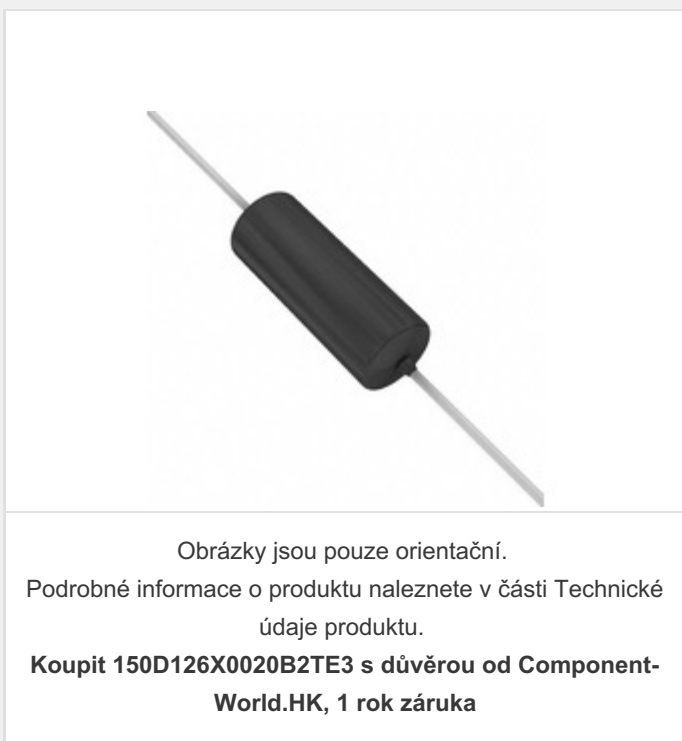 Obrázky jsou pouze orientační.
Podrobné informace o produktu naleznete v části Technické
údaje produktu.
Koupit 150D126X0020B2TE3 s důvěrou od Component-
World.HK, 1 rok záruka